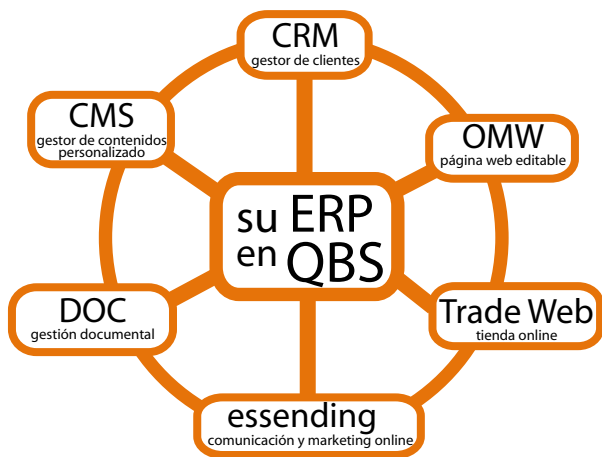 CRM
gestor de clientes
CMS
gestor de contenidos
personalizado
OMW
página web editable
su ERP
en QBS
DOC
gestión documental
Trade Web
tienda online
essending
comunicación y marketing online